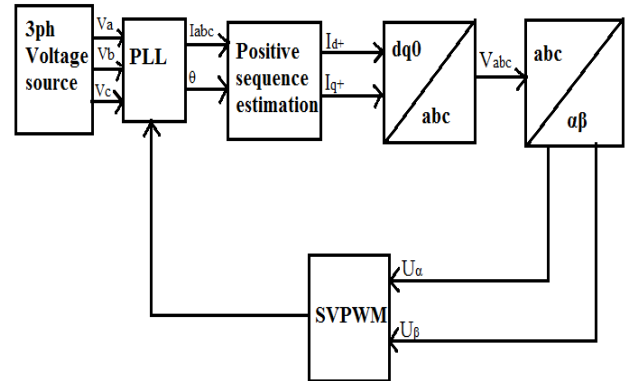 3ph
Voltage
source
Va
Vb
Vc
PLL
Iabc
θ
Positive
sequence
estimation
Id+
Iq+
dq0
abc
Vabc
abc
αβ
Uα
Uβ
SVPWM